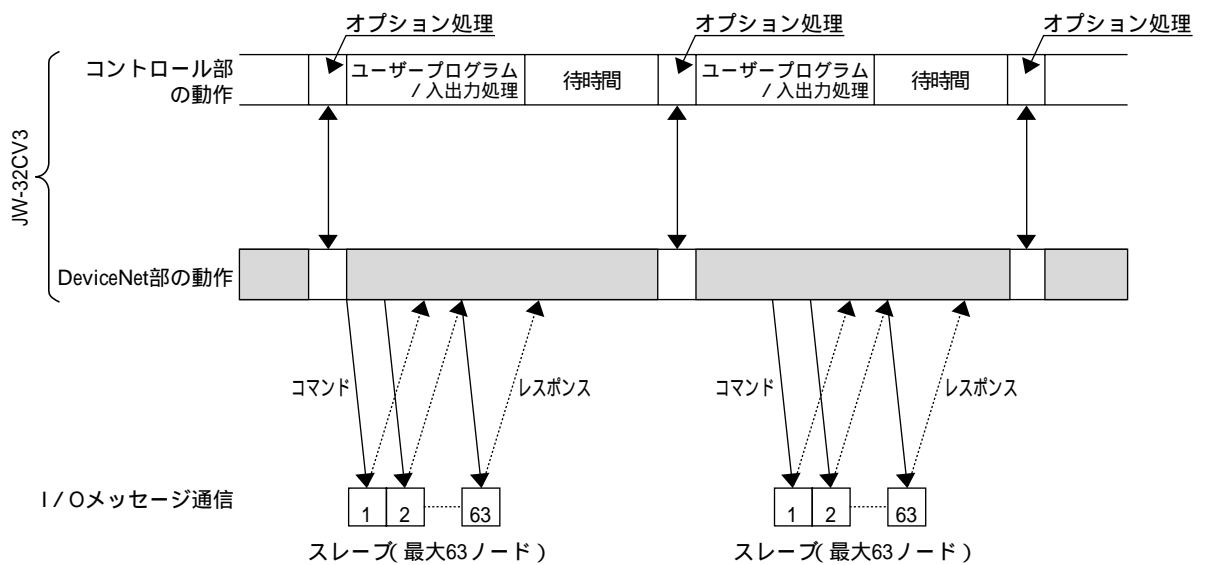 オプション処理
オプション処理
オプション処理
コントロール部
の動作
ユーザープログラム
/入出力処理
待時間
ユーザープログラム
/入出力処理
待時間
JW-32CV3
DeviceNet部の動作
コマンド
レスポンス
コマンド
レスポンス
I/Oメッセージ通信
1 2 63
1 2 63
スレーブ(最大63ノード)
スレーブ(最大63ノード)